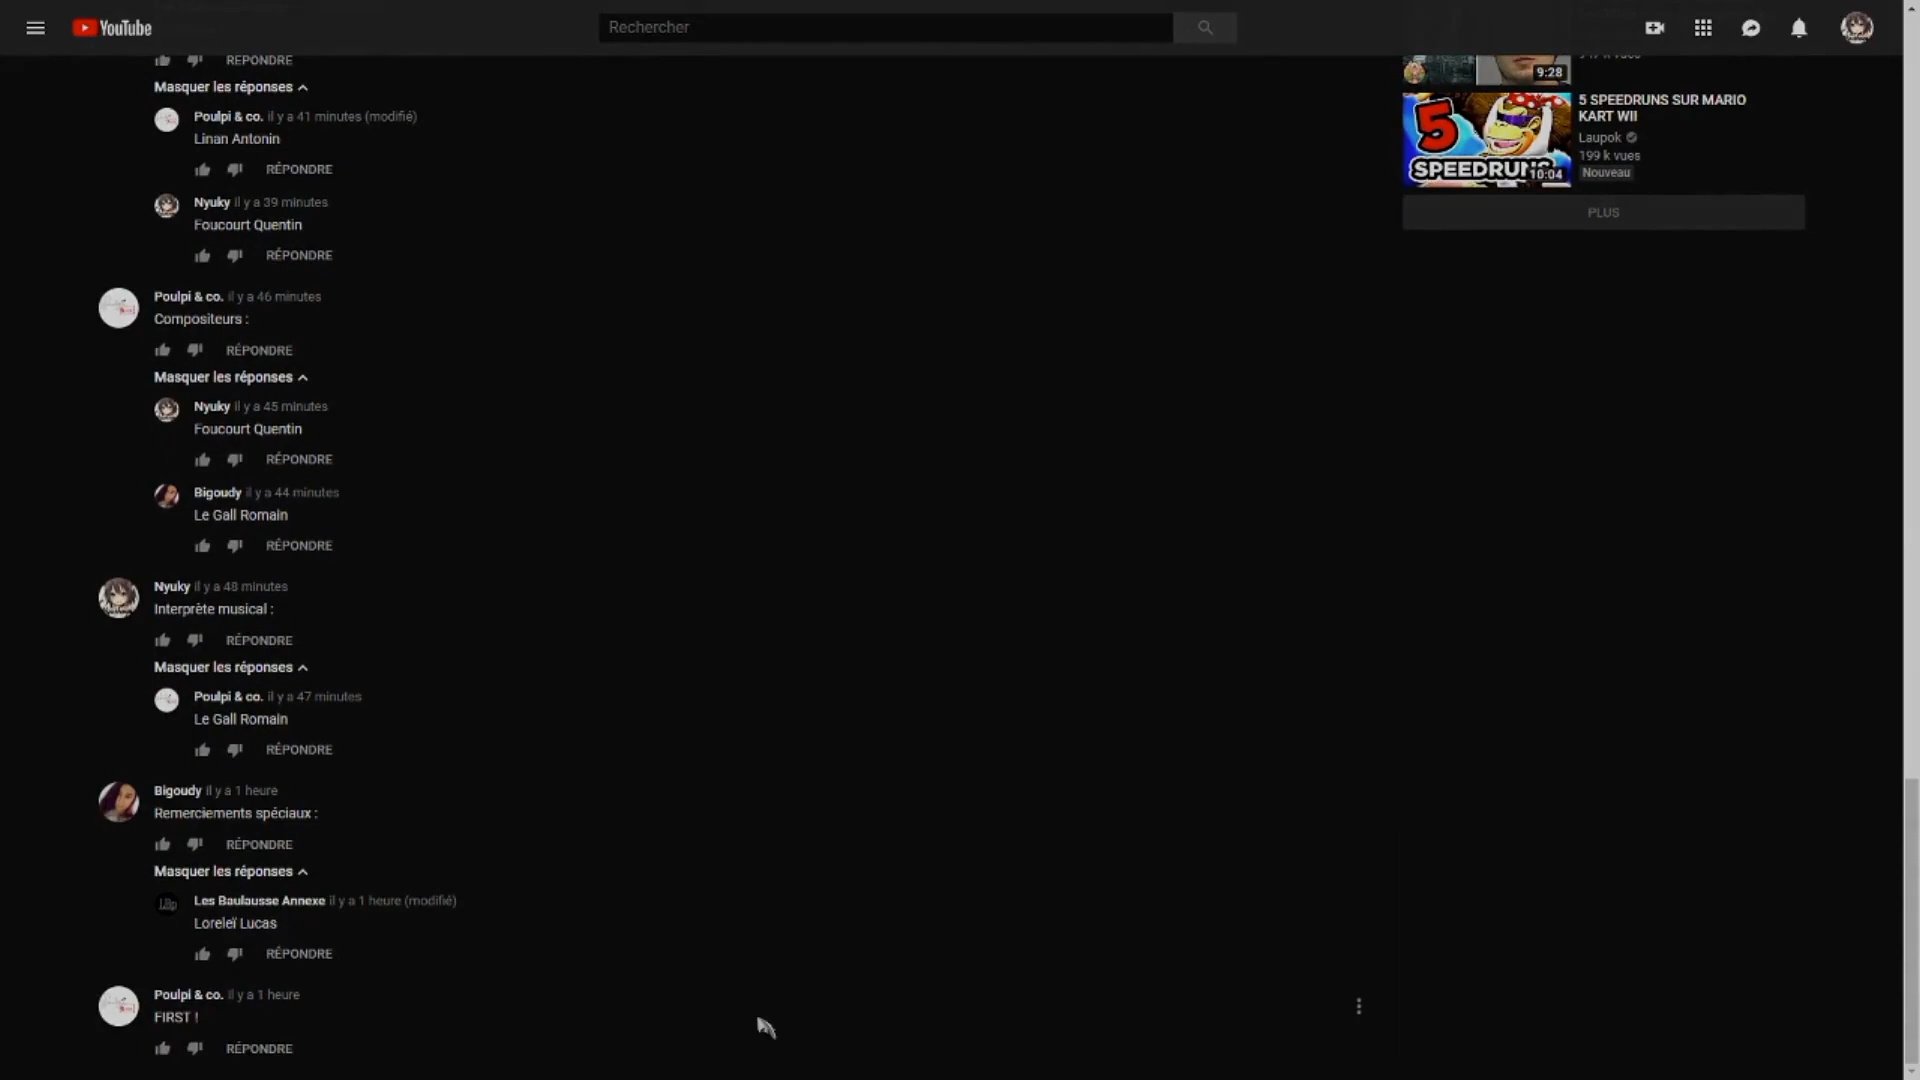 YouTube
Rechercher
RÉPONDRE
Masquer les réponses
Poulpi & co. il y a 41 minutes (modifié)
Linan Antonin
RÉPONDRE
Nyuky il y a 39 minutes
Foucourt Quentin
RÉPONDRE
Poulpi & co. il y a 46 minutes
Compositeurs :
RÉPONDRE
Masquer les réponses
Nyuky il y a 45 minutes
Foucourt Quentin
RÉPONDRE
Bigoudy il y a 44 minutes
Le Gall Romain
RÉPONDRE
Nyuky il y a 48 minutes
Interprète musical :
RÉPONDRE
Masquer les réponses
Poulpi & co. il y a 47 minutes
Le Gall Romain
RÉPONDRE
Bigoudy il y a 1 heure
Remerciements spéciaux :
RÉPONDRE
Masquer les réponses
Les Baulausse Annexe il y a 1 heure (modifié)
Loreleï Lucas
RÉPONDRE
Poulpi & co. il y a 1 heure
FIRST !
RÉPONDRE
9:28
5
SPEEDRUNS
10:04
5 SPEEDRUNS SUR MARIO
KART WII
Laupok
199 k vues
Nouveau
PLUS